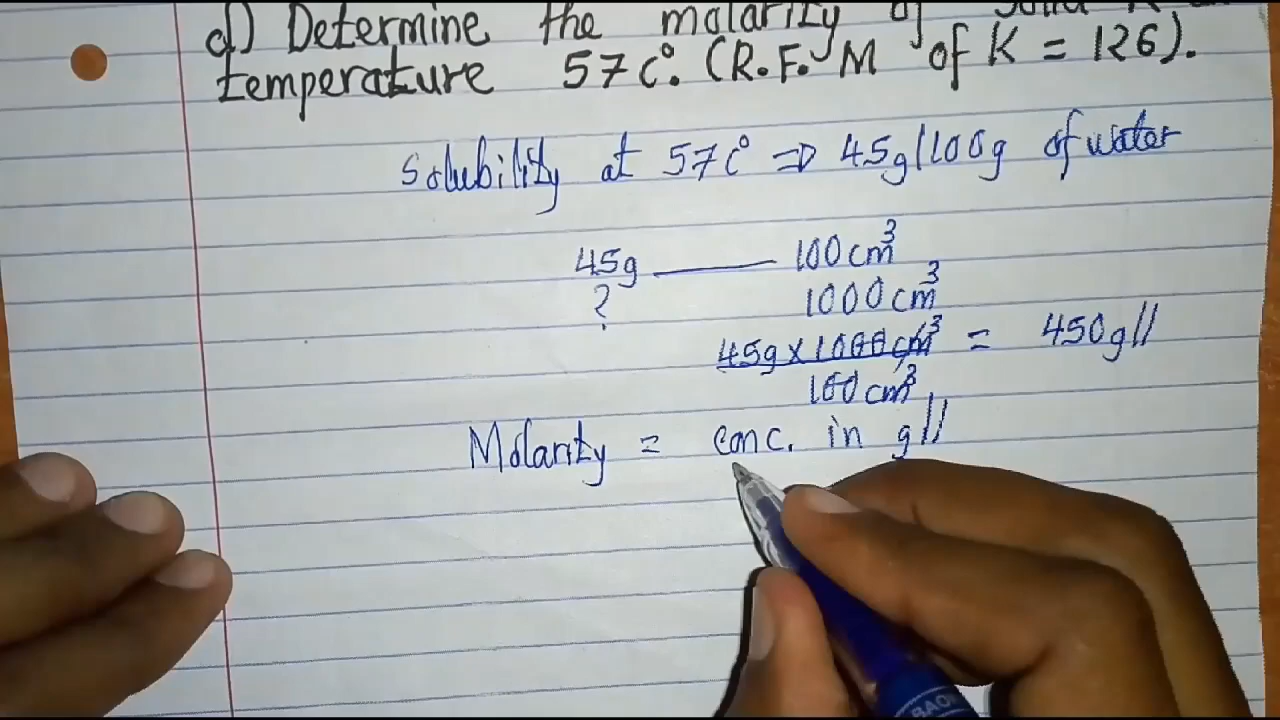 d) Determine the molarity of solid K
temperature 57c°. (R.F.M of K = 126).
Solubility at 57c° => 45g/100g of water
45g — 100cm³
? 1000cm³
45g x 1000cm³ = 450g/l
100cm³
Molarity = conc. in g/l